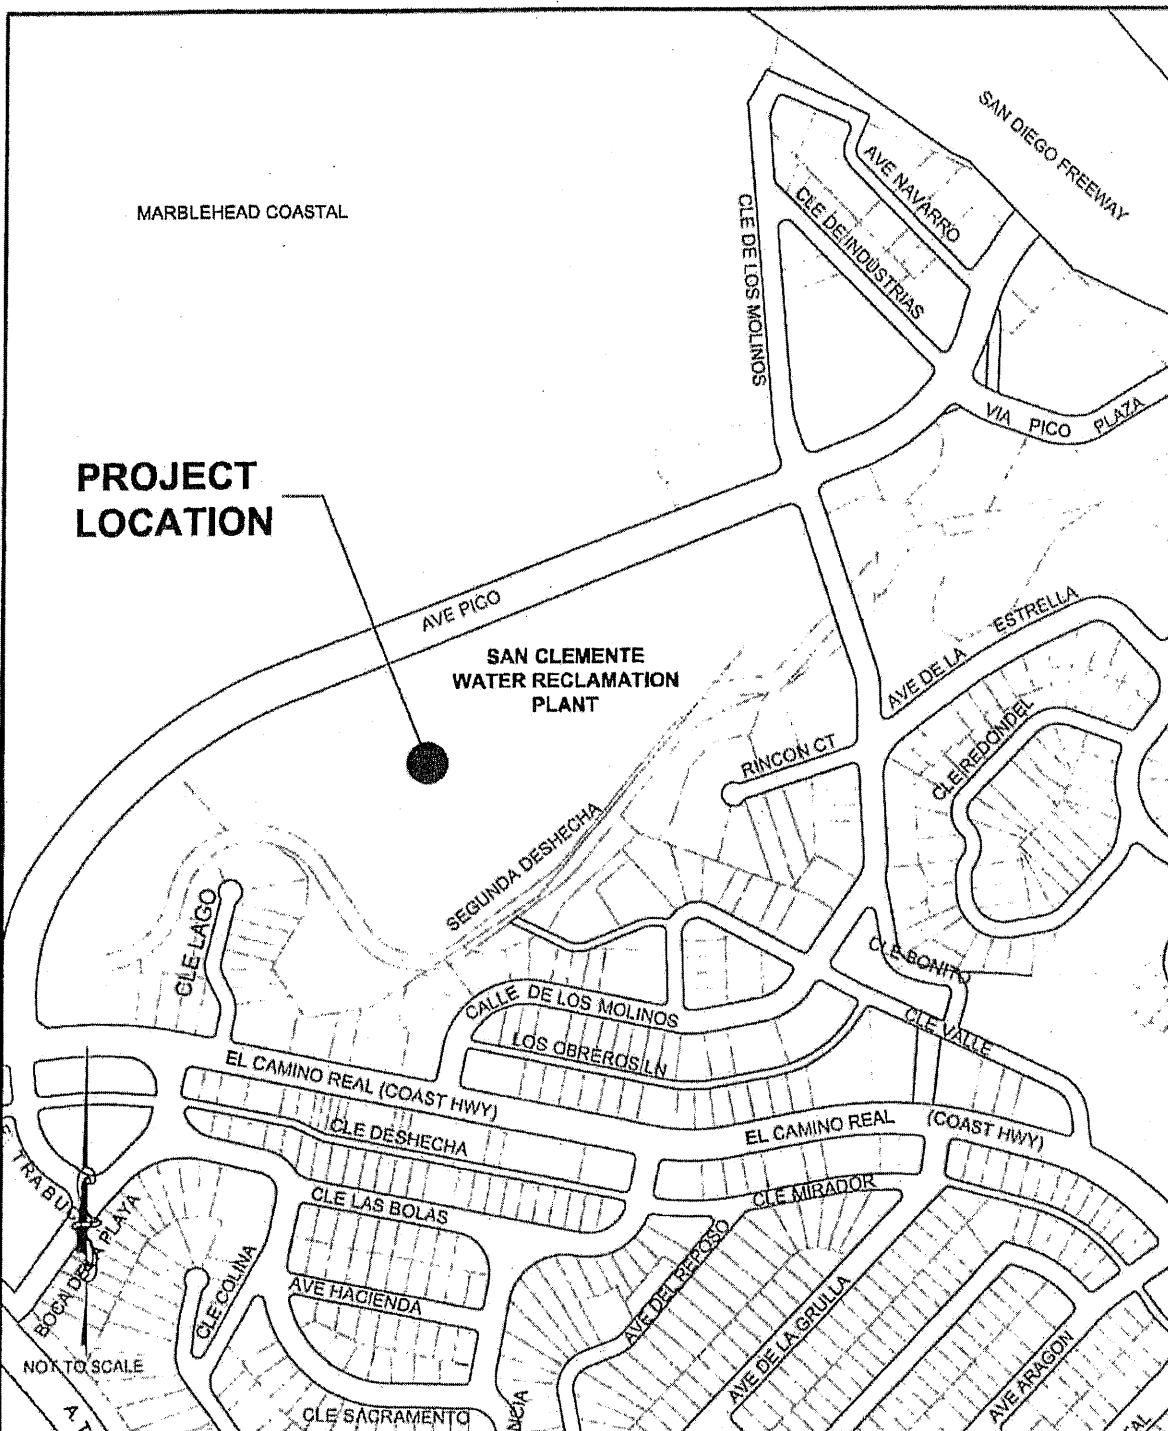 SAN DIEGO FREEWAY
AVE NAVARRO
MARBLEHEAD COASTAL
CLE DE INDUSTRIAS
CLE DE LOS MOLINOS
VIA PICO PLAZA
PROJECT
LOCATION
AVE PICO
AVE DE LA ESTRELLA
SAN CLEMENTE
WATER RECLAMATION
PLANT
CLE REDONDEL
RINCON CT
SEGUNDA DESHECHA
CLE LAGO
CLE BONITO
CALLE DE LOS MOLINOS
CLE VALLE
LOS OBREROS LN
EL CAMINO REAL (COAST HWY)
EL CAMINO REAL (COAST HWY)
CLE DESHECHA
CLE MIRADOR
CLE LAS BOLAS
BOCA DE LA PLAYA
CLE COLINA
AVE DEL REPOSO
AVE HACIENDA
AVE DE LA GRULLA
AVE ARAGON
NOT TO SCALE
CLE SACRAMENTO